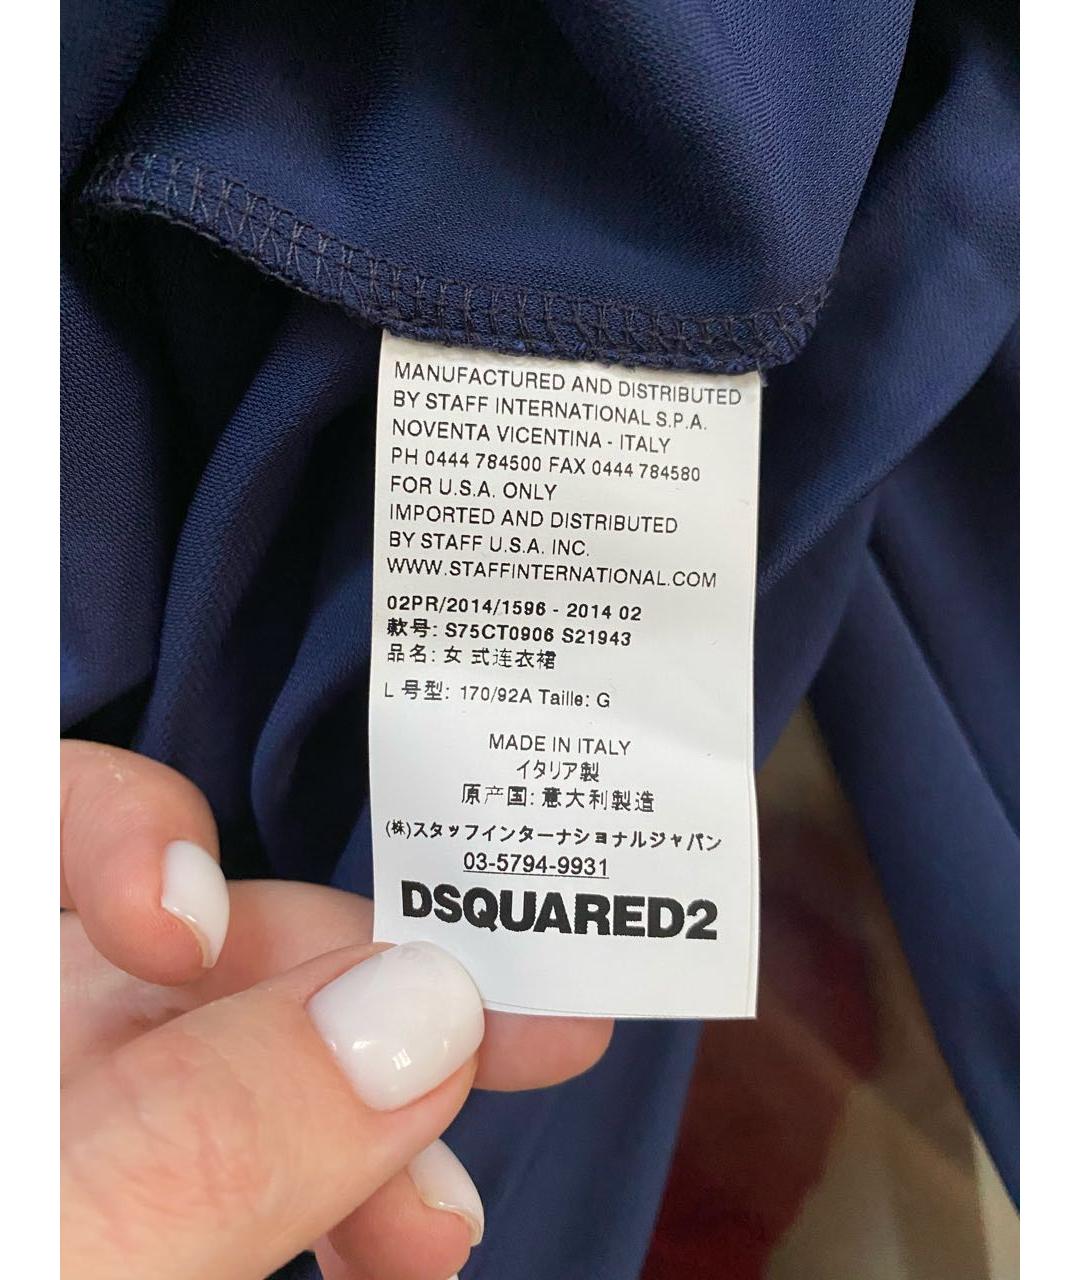 MANUFACTURED AND DISTRIBUTED
BY STAFF INTERNATIONAL S.P.A.
NOVENTA VICENTINA - ITALY
PH 0444 784500 FAX 0444 784580
FOR U.S.A. ONLY
IMPORTED AND DISTRIBUTED
BY STAFF U.S.A. INC.
WWW.STAFFINTERNATIONAL.COM
02PR/2014/1596 - 2014 02
款号: S75CT0906 S21943
品名: 女 式连衣裙
L 号型: 170/92A Taille: G
MADE IN ITALY
イタリア製
原产国: 意大利製造
(株)スタッフインターナショナルジャパン
03-5794-9931
DSQUARED2